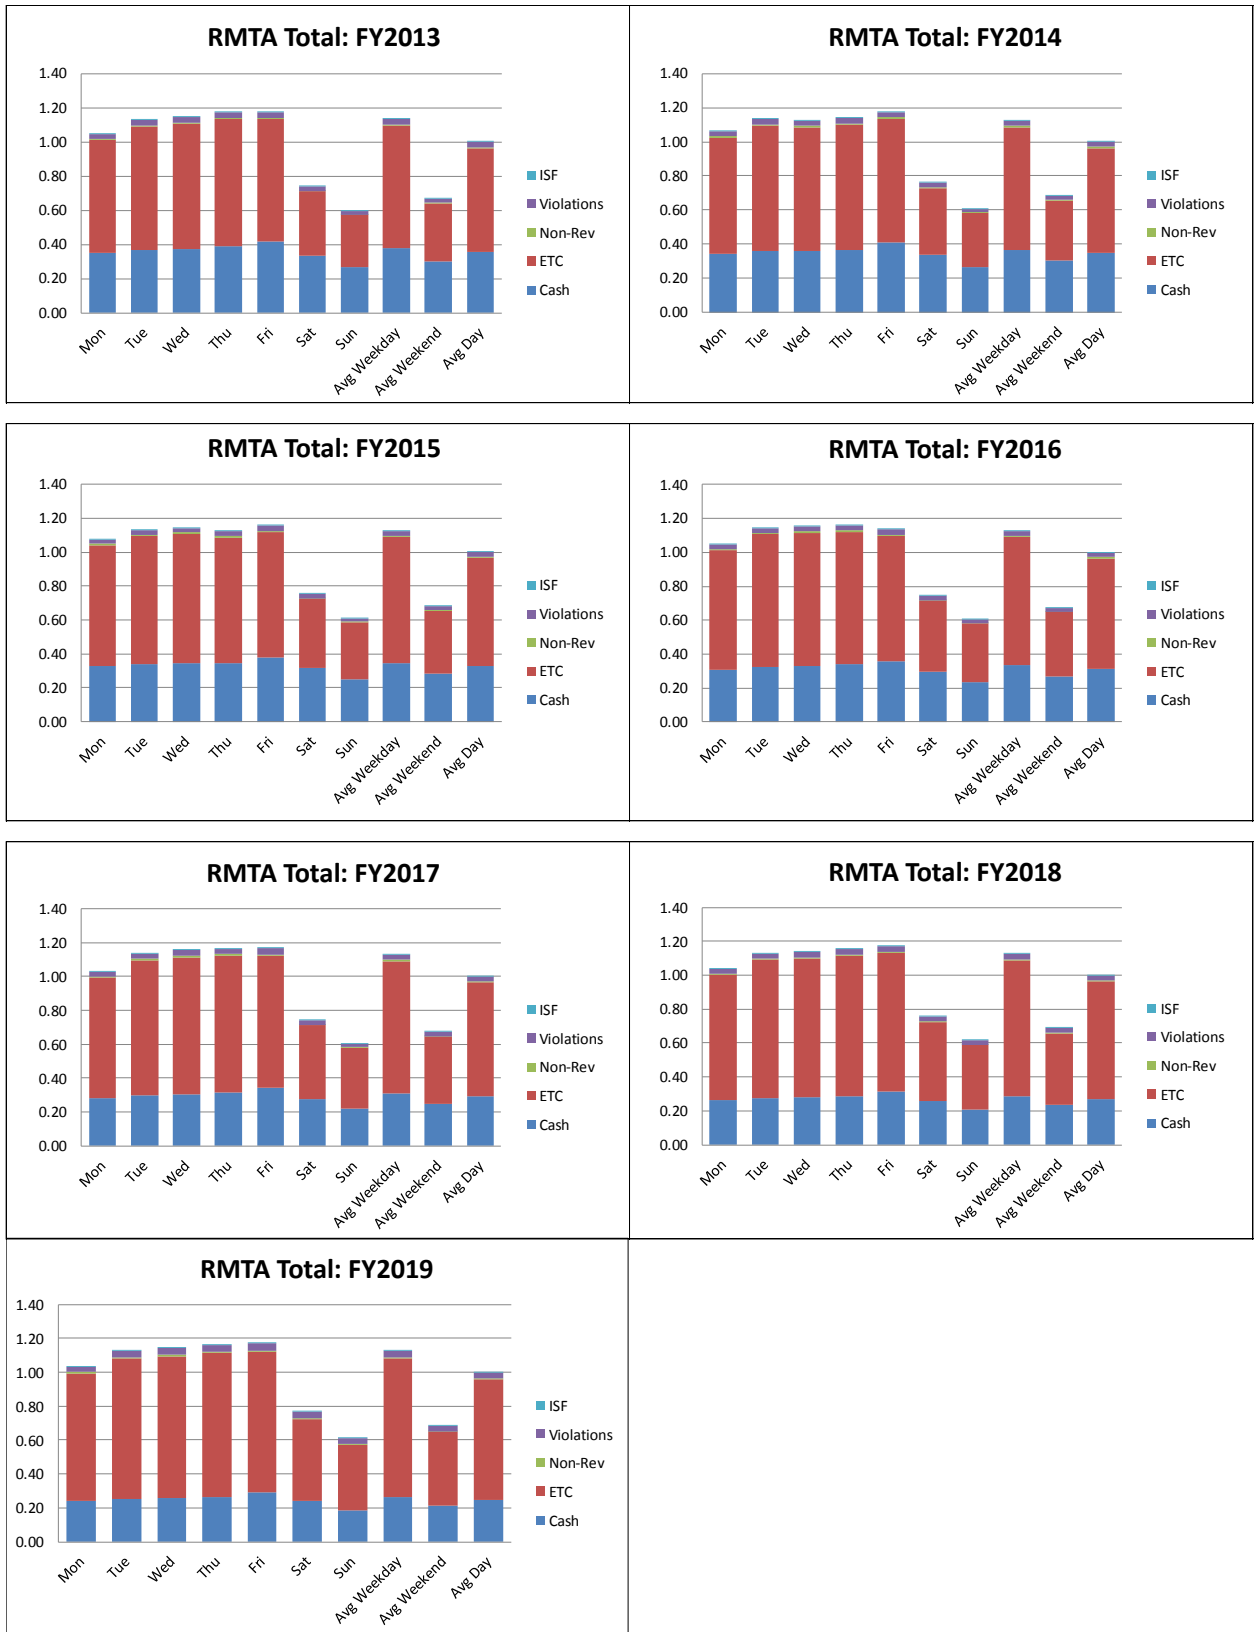 RMTA Total: FY2013
1.40
1.20
1.00
0.80
0.60
0.40
0.20
0.00
Mon
Tue
Wed
Thu
Fri
Sat
Sun
Avg Weekday
Avg Weekend
Avg Day
ISF
Violations
Non-Rev
ETC
Cash
RMTA Total: FY2014
1.40
1.20
1.00
0.80
0.60
0.40
0.20
0.00
Mon
Tue
Wed
Thu
Fri
Sat
Sun
Avg Weekday
Avg Weekend
Avg Day
ISF
Violations
Non-Rev
ETC
Cash
RMTA Total: FY2015
1.40
1.20
1.00
0.80
0.60
0.40
0.20
0.00
Mon
Tue
Wed
Thu
Fri
Sat
Sun
Avg Weekday
Avg Weekend
Avg Day
ISF
Violations
Non-Rev
ETC
Cash
RMTA Total: FY2016
1.40
1.20
1.00
0.80
0.60
0.40
0.20
0.00
Mon
Tue
Wed
Thu
Fri
Sat
Sun
Avg Weekday
Avg Weekend
Avg Day
ISF
Violations
Non-Rev
ETC
Cash
RMTA Total: FY2017
1.40
1.20
1.00
0.80
0.60
0.40
0.20
0.00
Mon
Tue
Wed
Thu
Fri
Sat
Sun
Avg Weekday
Avg Weekend
Avg Day
ISF
Violations
Non-Rev
ETC
Cash
RMTA Total: FY2018
1.40
1.20
1.00
0.80
0.60
0.40
0.20
0.00
Mon
Tue
Wed
Thu
Fri
Sat
Sun
Avg Weekday
Avg Weekend
Avg Day
ISF
Violations
Non-Rev
ETC
Cash
RMTA Total: FY2019
1.40
1.20
1.00
0.80
0.60
0.40
0.20
0.00
Mon
Tue
Wed
Thu
Fri
Sat
Sun
Avg Weekday
Avg Weekend
Avg Day
ISF
Violations
Non-Rev
ETC
Cash